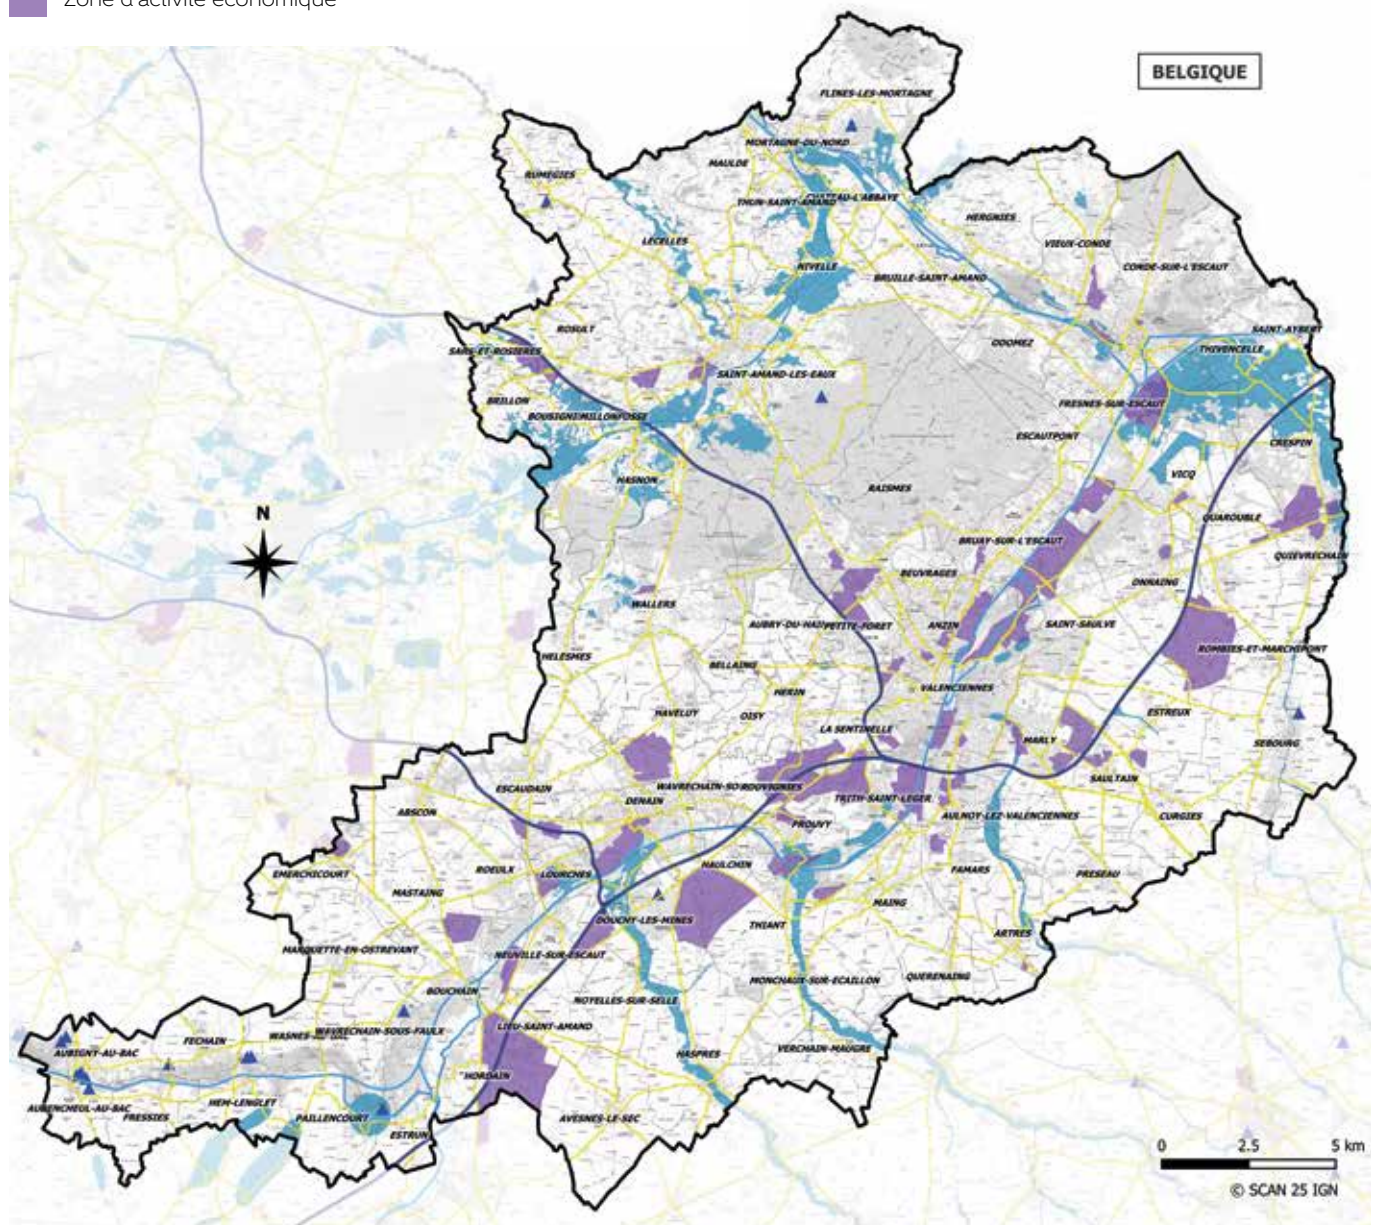 Zone d'activité économique
BELGIQUE
FLINES-LES-MORTAGNE
MORTAGNE-DU-NORD
MAULDE
RUMEGIES
CHATEAU-L'ABBAYE
THUN-SAINT-AMAND
HERGNIES
LECELLES
VIEUX-CONDE
NIVELLE
CONDE-SUR-L'ESCAUT
BRUILLE-SAINT-AMAND
ROSULT
SAINT-AYBERT
ODOMEZ
THIVENCELLE
SARS-ET-ROSIERES
SAINT-AMAND-LES-EAUX
BRILLON
FRESNES-SUR-ESCAUT
BOUSIGNIES
MILLONFOSSE
ESCAUTPONT
CRESPIN
VICQ
HASNON
RAISMES
N
QUAROUBLE
BRUAY-SUR-L'ESCAUT
QUIEVRECHAIN
BEUVRAGES
ONNAING
WALLERS
AUBRY-DU-HAINAUT
PETITE-FORET
ANZIN
SAINT-SAULVE
ROMBIES-ET-MARCHIPONT
HELESMES
BELLAING
VALENCIENNES
HERIN
HAVELUY
OISY
ESTREUX
LA SENTINELLE
MARLY
SEBOURG
SAULTAIN
ESCAUDAIN
WAVRECHAIN-SO
ROUVIGNIES
DENAIN
TRITH-SAINT-LEGER
ABSCON
AULNOY-LEZ-VALENCIENNES
CURGIES
PROUVY
HAULCHIN
ROEULX
FAMARS
EMERCHICOURT
LOURCHES
PRESEAU
MASTAING
MAING
DOUCHY-LES-MINES
THIANT
ARTRES
MARQUETTE-EN-OSTREVANT
NEUVILLE-SUR-ESCAUT
QUERENAING
MONCHAUX-SUR-ECAILLON
BOUCHAIN
NOYELLES-SUR-SELLE
LIEU-SAINT-AMAND
WASNES-AU-BAC
WAVRECHAIN-SOUS-FAULX
FECHAIN
AUBIGNY-AU-BAC
HASPRES
VERCHAIN-MAUGRE
HORDAIN
HEM-LENGLET
AUBENCHEUL-AU-BAC
FRESSIES
PAILLENCOURT
AVESNES-LE-SEC
ESTRUN
0 2.5 5 km
© SCAN 25 IGN